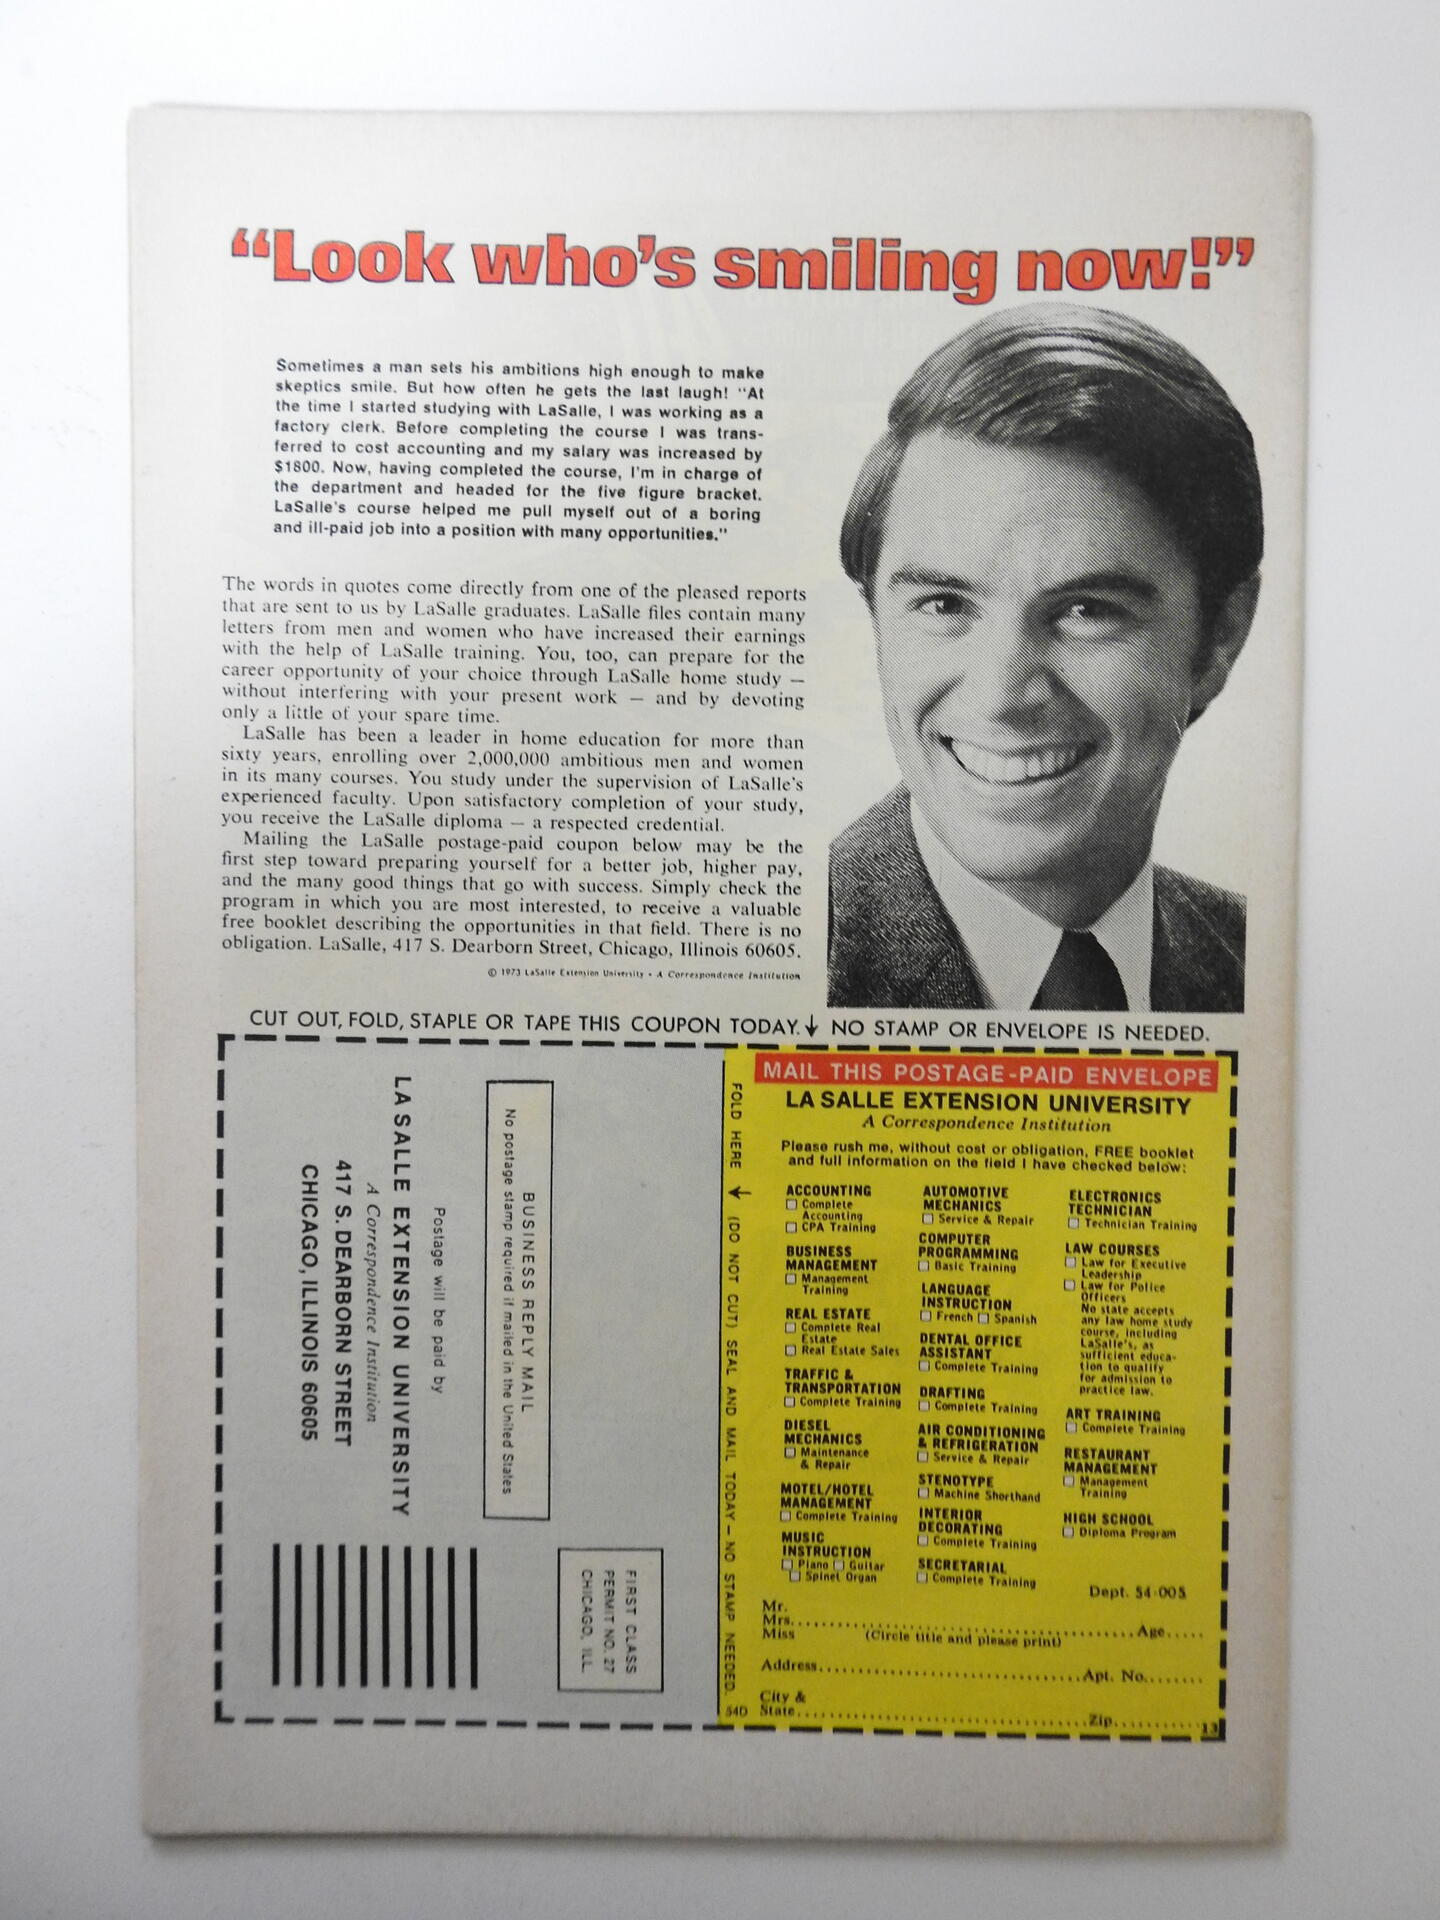 “Look who’s smiling now!”
Sometimes a man sets his ambitions high enough to make
skeptics smile. But how often he gets the last laugh! “At
the time I started studying with LaSalle, I was working as a
factory clerk. Before completing the course I was trans-
ferred to cost accounting and my salary was increased by
$1800. Now, having completed the course, I’m in charge of
the department and headed for the five figure bracket.
LaSalle’s course helped me pull myself out of a boring
and ill-paid job into a position with many opportunities.”
The words in quotes come directly from one of the pleased reports
that are sent to us by LaSalle graduates. LaSalle files contain many
letters from men and women who have increased their earnings
with the help of LaSalle training. You, too, can prepare for the
career opportunity of your choice through LaSalle home study —
without interfering with your present work — and by devoting
only a little of your spare time.
LaSalle has been a leader in home education for more than
sixty years, enrolling over 2,000,000 ambitious men and women
in its many courses. You study under the supervision of LaSalle’s
experienced faculty. Upon satisfactory completion of your study,
you receive the LaSalle diploma — a respected credential.
Mailing the LaSalle postage-paid coupon below may be the
first step toward preparing yourself for a better job, higher pay,
and the many good things that go with success. Simply check the
program in which you are most interested, to receive a valuable
free booklet describing the opportunities in that field. There is no
obligation. LaSalle, 417 S. Dearborn Street, Chicago, Illinois 60605.
© 1973 LaSalle Extension University • A Correspondence Institution
CUT OUT, FOLD, STAPLE OR TAPE THIS COUPON TODAY. ↓ NO STAMP OR ENVELOPE IS NEEDED.
FIRST CLASS
PERMIT NO. 27
CHICAGO, ILL.
BUSINESS REPLY MAIL
No postage stamp required if mailed in the United States
Postage will be paid by
LA SALLE EXTENSION UNIVERSITY
A Correspondence Institution
417 S. DEARBORN STREET
CHICAGO, ILLINOIS 60605
FOLD HERE ↓ (DO NOT CUT) SEAL AND MAIL TODAY — NO STAMP NEEDED.
54D
MAIL THIS POSTAGE-PAID ENVELOPE
LA SALLE EXTENSION UNIVERSITY
A Correspondence Institution
Please rush me, without cost or obligation, FREE booklet
and full information on the field I have checked below:
ACCOUNTING
☐ Complete
Accounting
☐ CPA Training
BUSINESS
MANAGEMENT
☐ Management
Training
REAL ESTATE
☐ Complete Real
Estate
☐ Real Estate Sales
TRAFFIC &
TRANSPORTATION
☐ Complete Training
DIESEL
MECHANICS
☐ Maintenance
& Repair
MOTEL/HOTEL
MANAGEMENT
☐ Complete Training
MUSIC
INSTRUCTION
☐ Piano ☐ Guitar
☐ Spinet Organ
AUTOMOTIVE
MECHANICS
☐ Service & Repair
COMPUTER
PROGRAMMING
☐ Basic Training
LANGUAGE
INSTRUCTION
☐ French ☐ Spanish
DENTAL OFFICE
ASSISTANT
☐ Complete Training
DRAFTING
☐ Complete Training
AIR CONDITIONING
& REFRIGERATION
☐ Service & Repair
STENOTYPE
☐ Machine Shorthand
INTERIOR
DECORATING
☐ Complete Training
SECRETARIAL
☐ Complete Training
ELECTRONICS
TECHNICIAN
☐ Technician Training
LAW COURSES
☐ Law for Executive
Leadership
☐ Law for Police
Officers
No state accepts
any law home study
course, including
LaSalle’s, as
sufficient educa-
tion to qualify
for admission to
practice law.
ART TRAINING
☐ Complete Training
RESTAURANT
MANAGEMENT
☐ Management
Training
HIGH SCHOOL
☐ Diploma Program
Dept. 54-005
Mr.
Mrs.........................................Age.....
Miss (Circle title and please print)
Address.................................Apt. No........
City &
State........................................Zip............
13